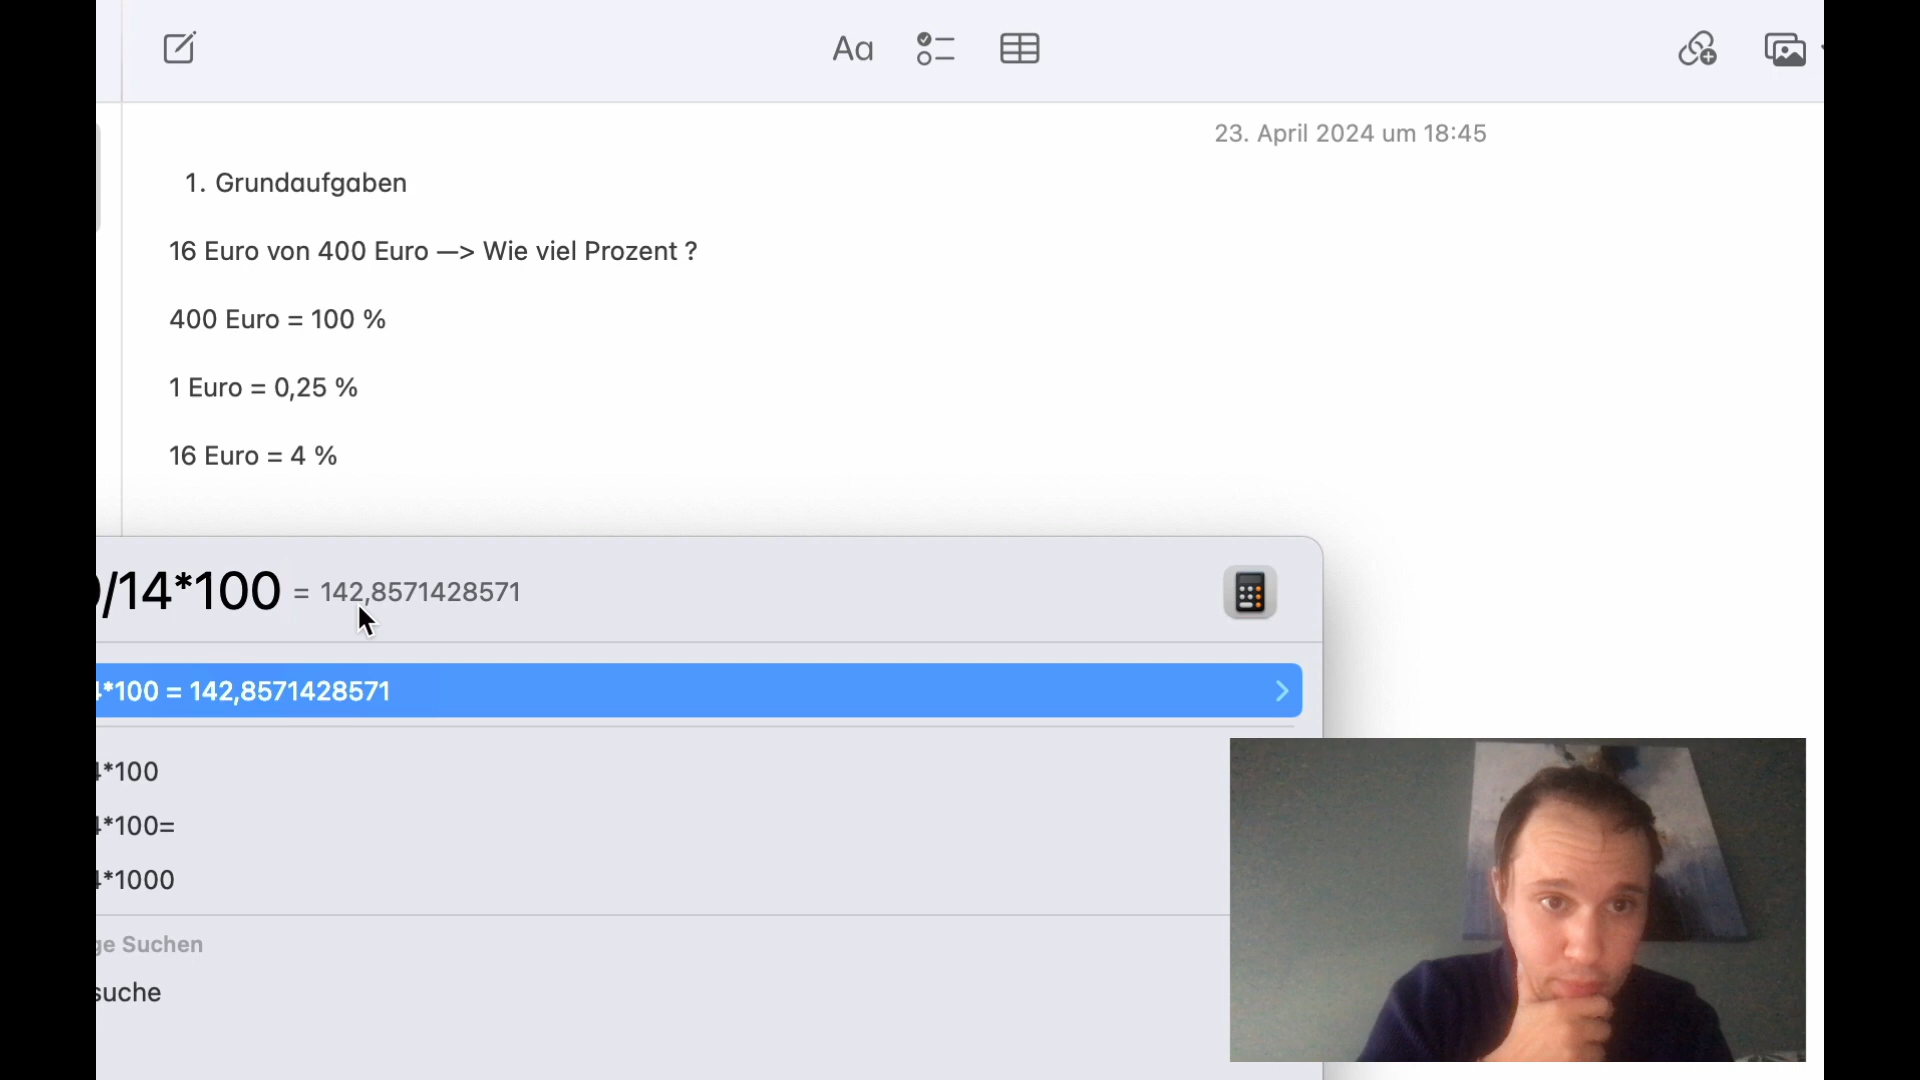 Aa
23. April 2024 um 18:45
1. Grundaufgaben
16 Euro von 400 Euro —> Wie viel Prozent ?
400 Euro = 100 %
1 Euro = 0,25 %
16 Euro = 4 %
/14*100 = 142,8571428571
*100 = 142,8571428571
*100
*100=
*1000
ge Suchen
suche